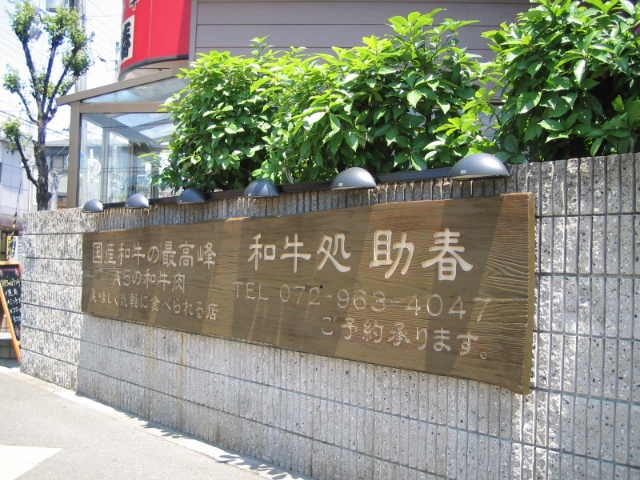 国産和牛の最高峰
A5の和牛肉
美味しく気軽に食べられる店
和牛処 助春
TEL 072-963-4047
ご予約承ります。